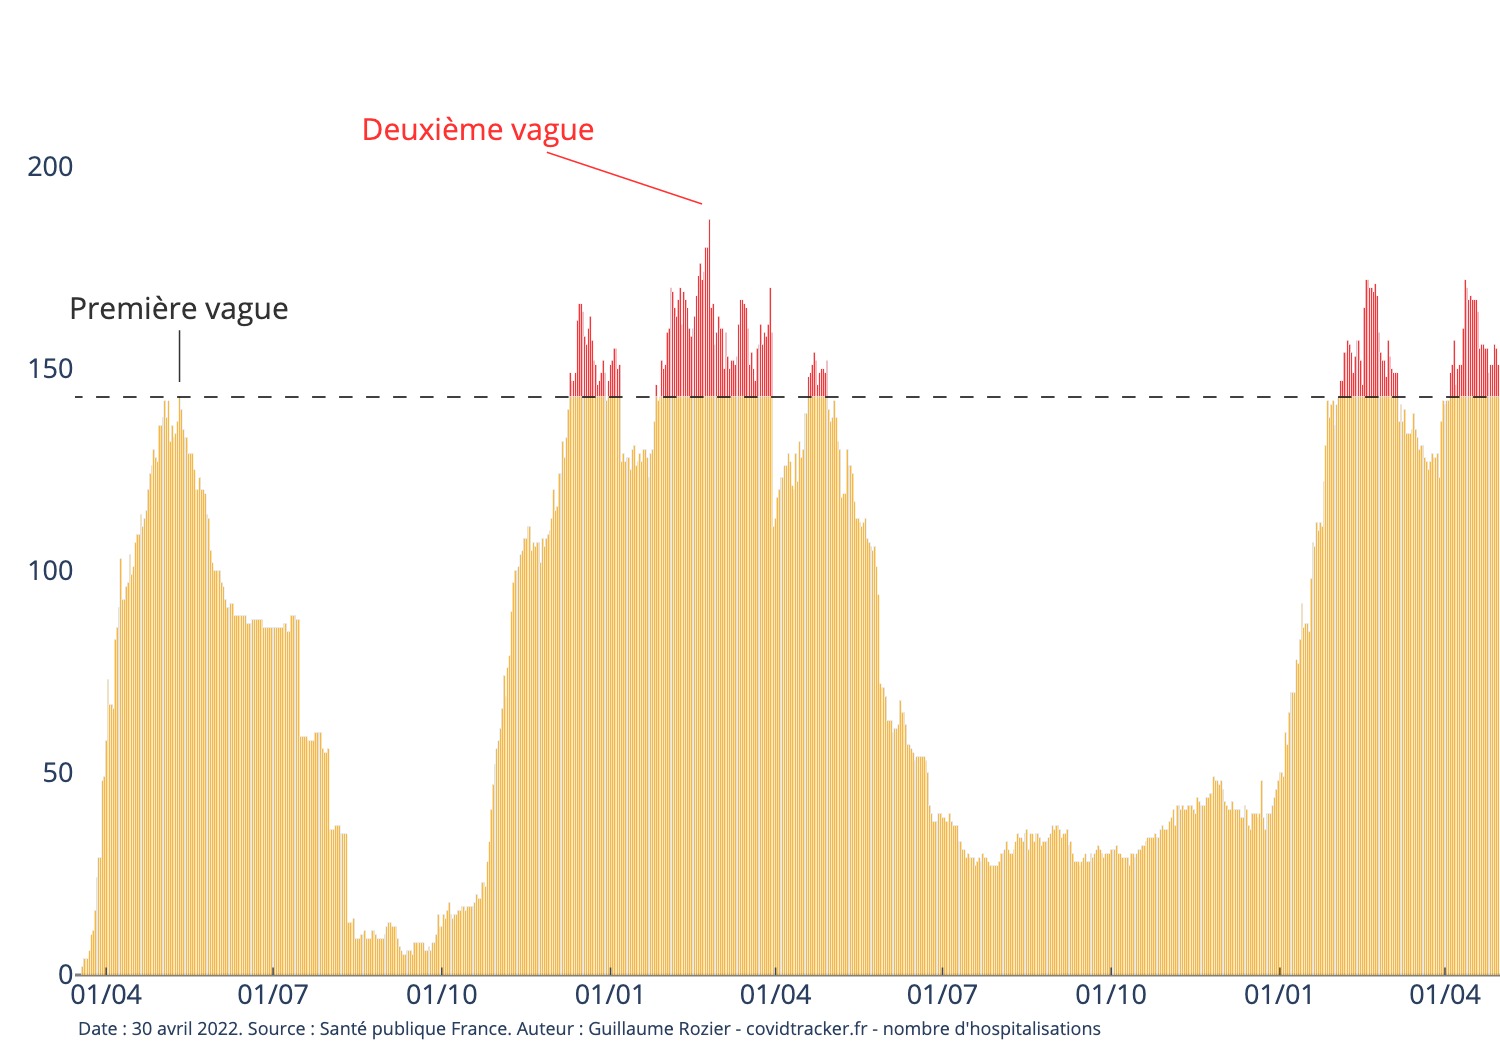 Deuxième vague
200
Première vague
150
100
50
0
01/04 01/07 01/10 01/01 01/04 01/07 01/10 01/01 01/04
Date : 30 avril 2022. Source : Santé publique France. Auteur : Guillaume Rozier - covidtracker.fr - nombre d'hospitalisations